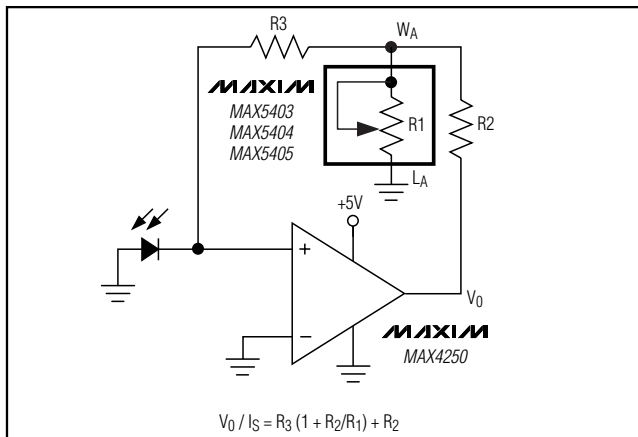 R3
WA
MAXIM
MAX5403
MAX5404
MAX5405
R1
R2
LA
+5V
+
V0
−
MAXIM
MAX4250
V0 / IS = R3 (1 + R2/R1) + R2